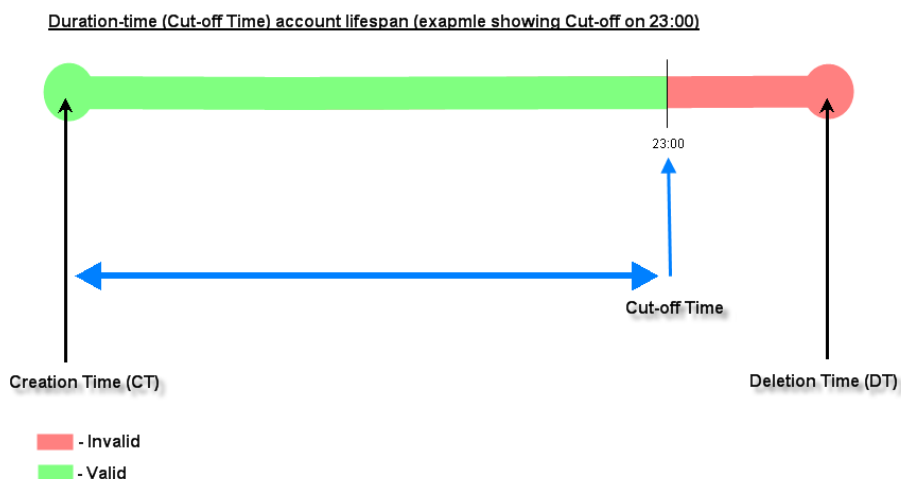 Duration-time (Cut-off Time) account lifespan (exapmle showing Cut-off on 23:00)
23:00
Cut-off Time
Creation Time (CT)
Deletion Time (DT)
- Invalid
- Valid